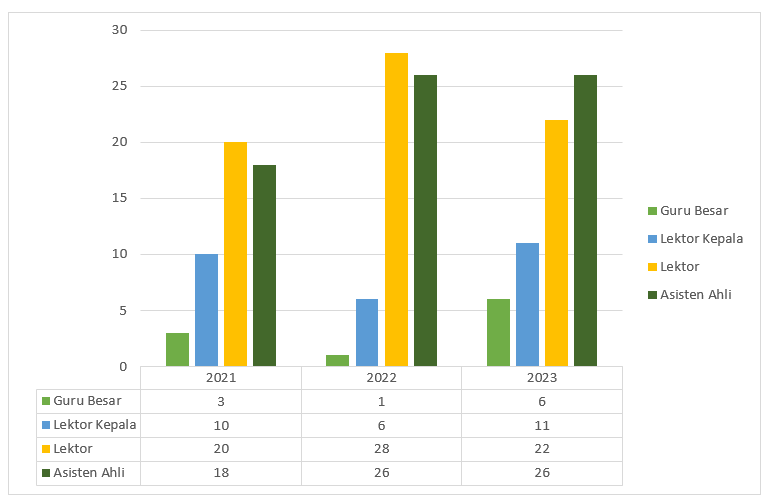 30
25
20
15
10
5
0
Guru Besar
Lektor Kepala
Lektor
Asisten Ahli
2021 2022 2023
Guru Besar 3 1 6
Lektor Kepala 10 6 11
Lektor 20 28 22
Asisten Ahli 18 26 26